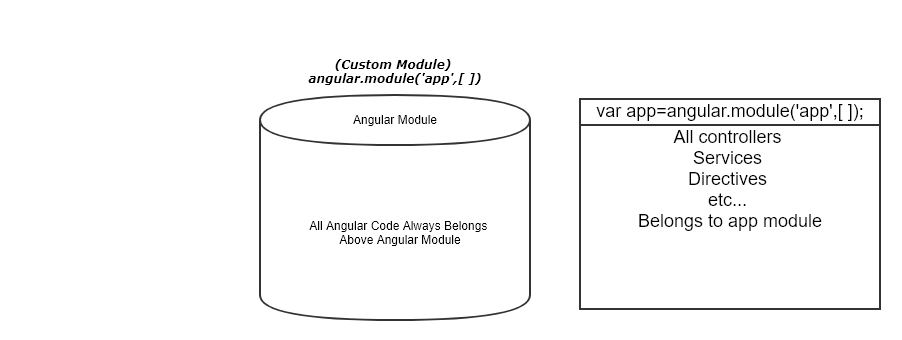 (Custom Module)
angular.module('app',[ ])
Angular Module
All Angular Code Always Belongs
Above Angular Module
var app=angular.module('app',[ ]);
All controllers
Services
Directives
etc...
Belongs to app module